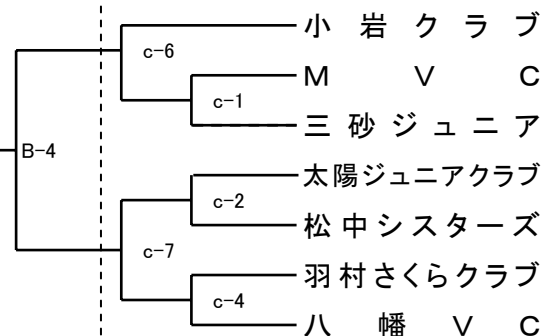 小岩クラブ
c-6
MVC
c-1
三砂ジュニア
B-4
太陽ジュニアクラブ
c-2
松中シスターズ
c-7
羽村さくらクラブ
c-4
八幡VC